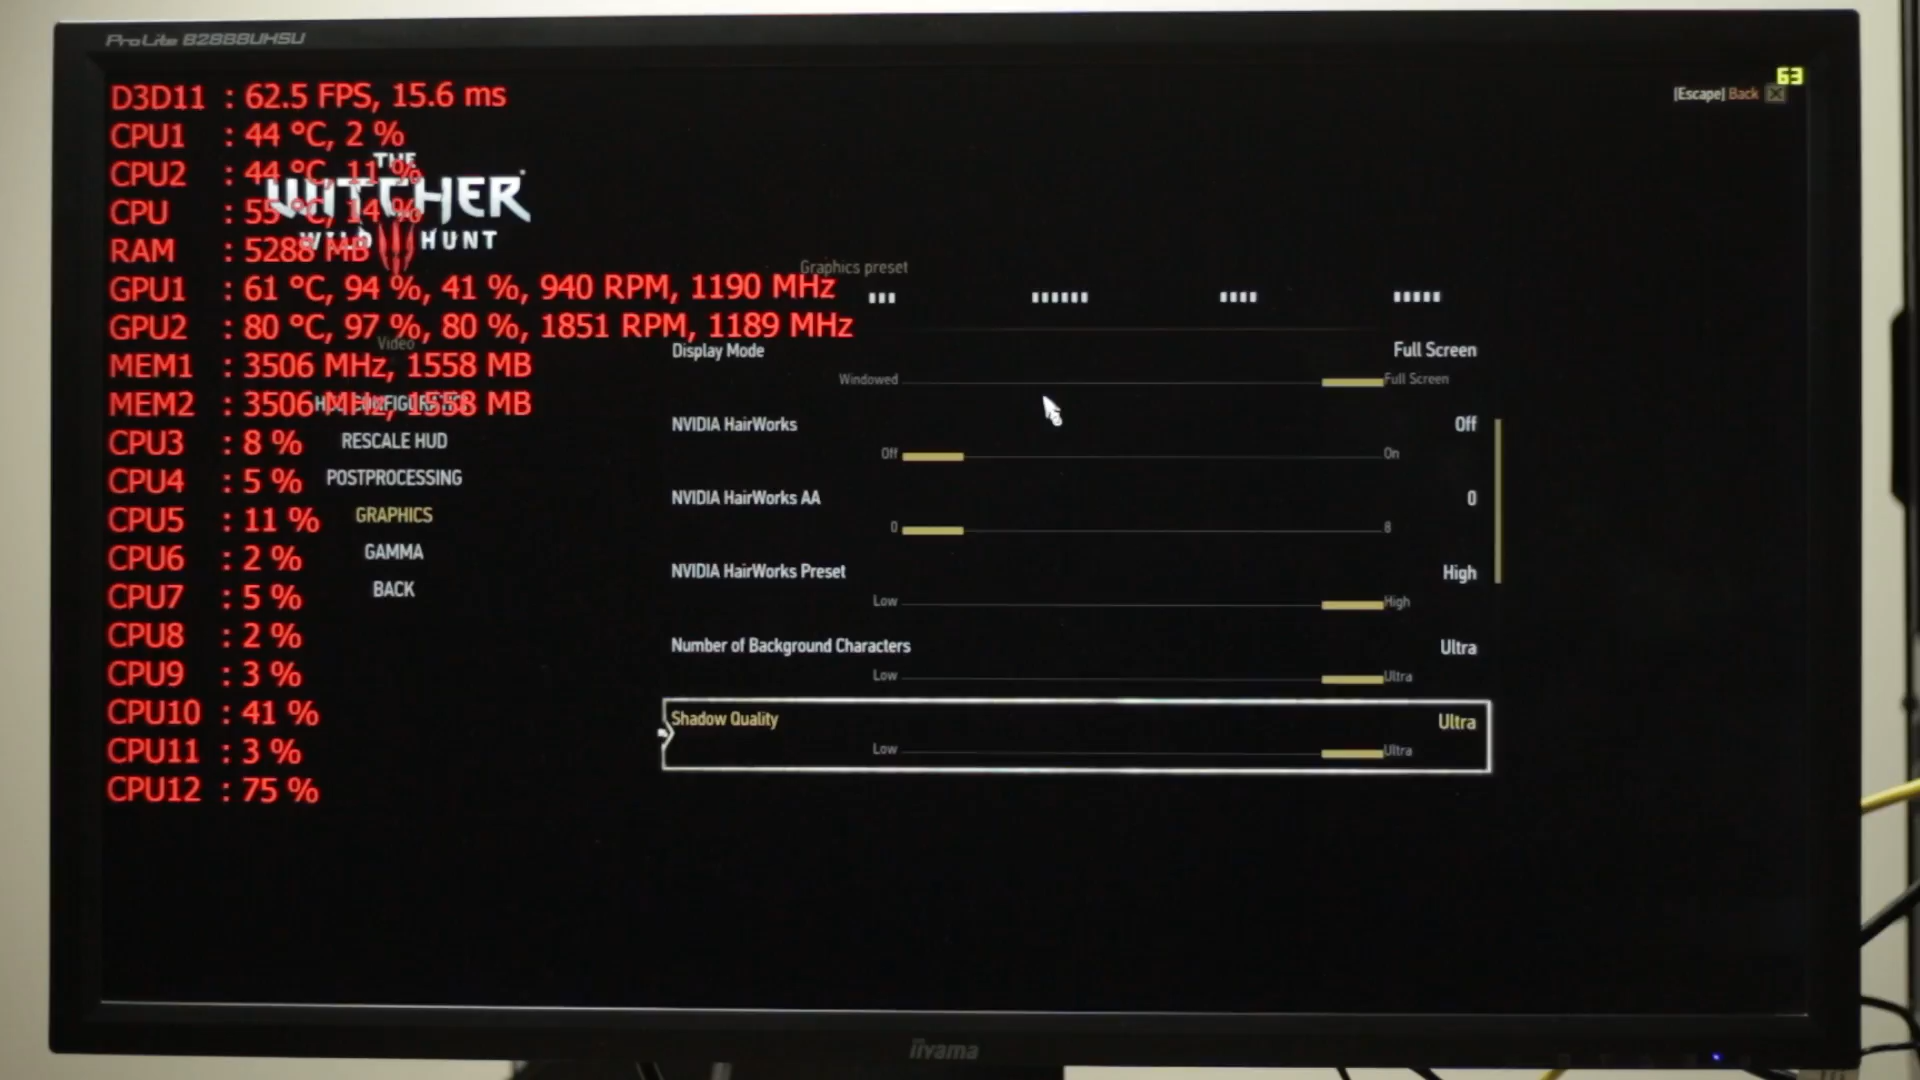 ProLite B2888UHSU
63
[Escape] Back
D3D11 : 62.5 FPS, 15.6 ms
CPU1 : 44 °C, 2 %
CPU2 : 44 °C, 11 %
CPU : 55 °C, 14 %
RAM : 5288 MB
GPU1 : 61 °C, 94 %, 41 %, 940 RPM, 1190 MHz
GPU2 : 80 °C, 97 %, 80 %, 1851 RPM, 1189 MHz
MEM1 : 3506 MHz, 1558 MB
MEM2 : 3506 MHz, 1558 MB
CPU3 : 8 %
CPU4 : 5 %
CPU5 : 11 %
CPU6 : 2 %
CPU7 : 5 %
CPU8 : 2 %
CPU9 : 3 %
CPU10 : 41 %
CPU11 : 3 %
CPU12 : 75 %
THE
WITCHER
WILD HUNT
Video
RESCALE HUD
POSTPROCESSING
GRAPHICS
GAMMA
BACK
Graphics preset
Display Mode Full Screen
Windowed Full Screen
NVIDIA HairWorks Off
Off On
NVIDIA HairWorks AA 0
0 8
NVIDIA HairWorks Preset High
Low High
Number of Background Characters Ultra
Low Ultra
Shadow Quality Ultra
Low Ultra
iiyama